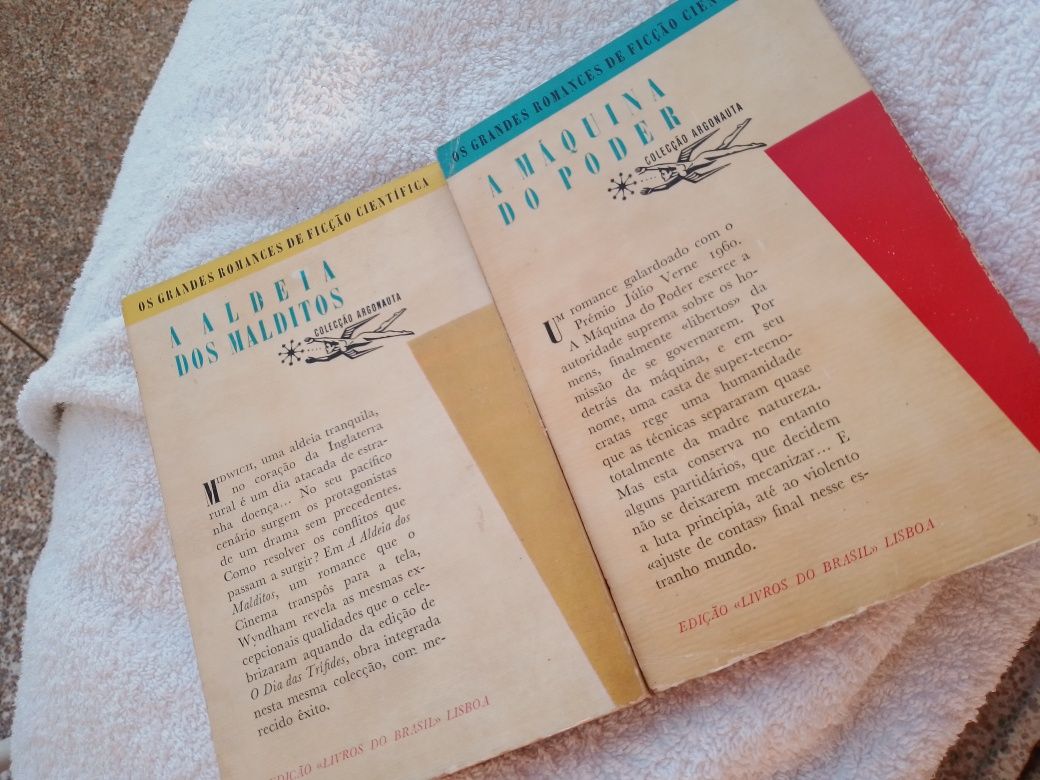 OS GRANDES ROMANCES DE FICÇÃO CIENTÍFICA
A ALDEIA
DOS MALDITOS
COLECÇÃO ARGONAUTA
MIDWICH, uma aldeia tranquila,
no coração da Inglaterra
rural é um dia atacada de estra-
nha doença... No seu pacífico
cenário surgem os protagonistas
de um drama sem precedentes.
Como resolver os conflitos que
passam a surgir? Em A Aldeia dos
Malditos, um romance que o
Cinema transpôs para a tela,
Wyndham revela as mesmas ex-
cepcionais qualidades que o cele-
brizaram aquando da edição de
O Dia das Trífides, obra integrada
nesta mesma colecção, com me-
recido êxito.
EDIÇÃO «LIVROS DO BRASIL» LISBOA
OS GRANDES ROMANCES DE FICÇÃO
A MÁQUINA
DO PODER
COLECÇÃO ARGONAUTA
UM romance galardoado com o
Prémio Júlio Verne 1960.
A Máquina do Poder exerce a
autoridade suprema sobre os ho-
mens, finalmente «libertos» da
missão de se governarem. Por
detrás da máquina, e em seu
nome, uma casta de super-tecno-
cratas rege uma humanidade
que as técnicas separaram quase
totalmente da madre natureza.
Mas esta conserva no entanto
alguns partidários, que decidem
não se deixarem mecanizar... E
a luta principia, até ao violento
«ajuste de contas» final nesse es-
tranho mundo.
EDIÇÃO «LIVROS DO BRASIL» LISBOA